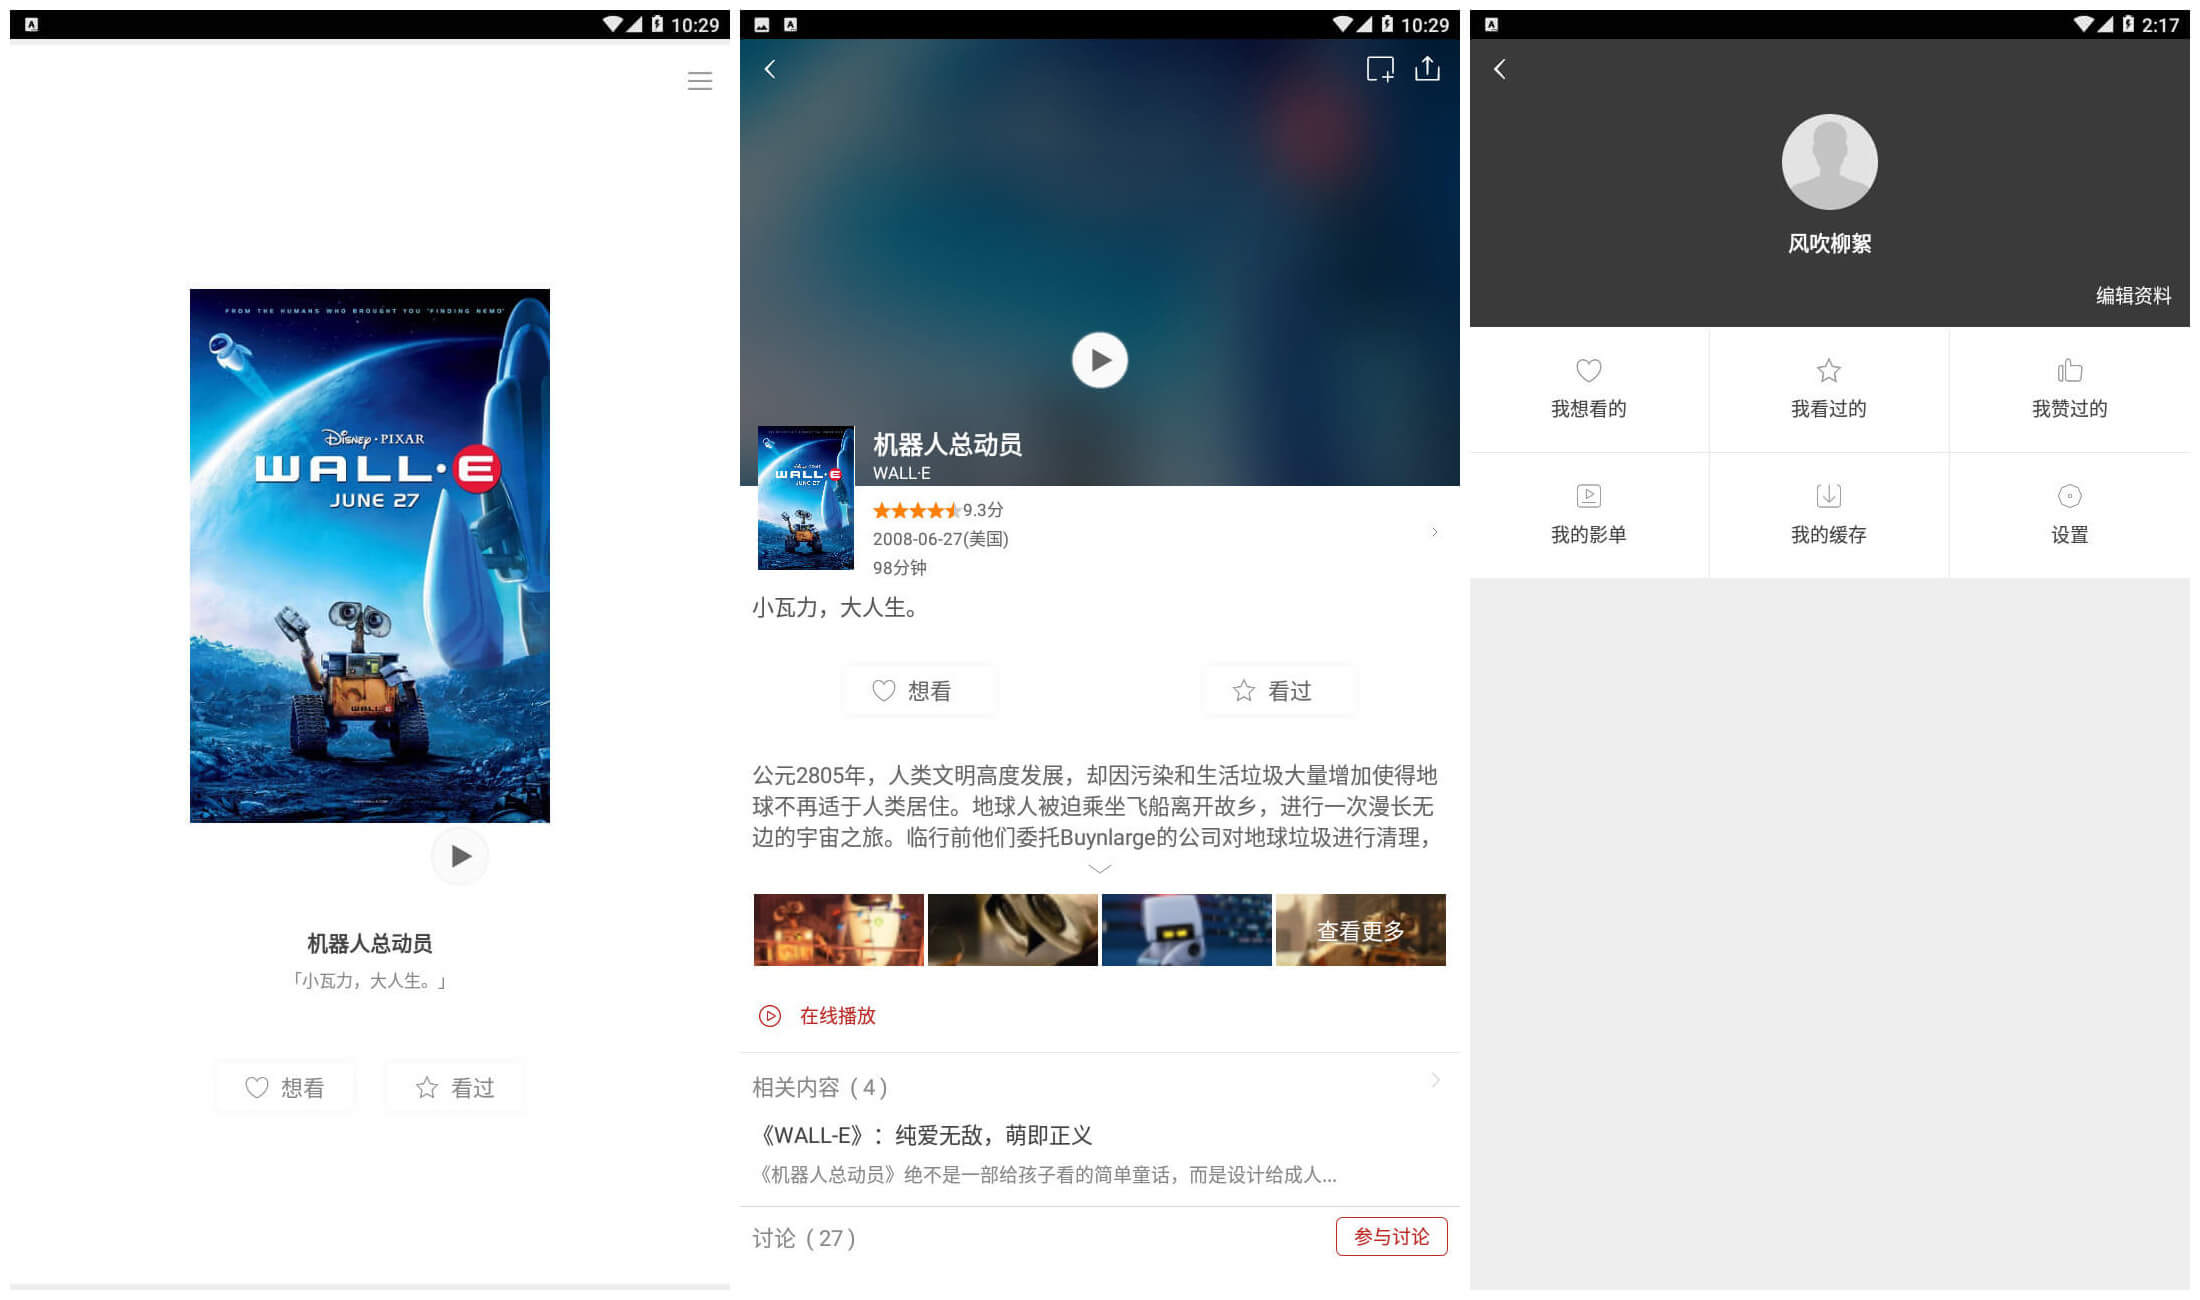 10:29
FROM THE HUMANS WHO BROUGHT YOU "FINDING NEMO"
Disney·PIXAR
WALL·E
JUNE 27
WALL·E
机器人总动员
「小瓦力，大人生。」
想看
看过
10:29
WALL·E
机器人总动员
WALL·E
9.3分
2008-06-27(美国)
98分钟
小瓦力，大人生。
想看
看过
公元2805年，人类文明高度发展，却因污染和生活垃圾大量增加使得地
球不再适于人类居住。地球人被迫乘坐飞船离开故乡，进行一次漫长无
边的宇宙之旅。临行前他们委托Buynlarge的公司对地球垃圾进行清理，
查看更多
在线播放
相关内容 ( 4 )
《WALL-E》：纯爱无敌，萌即正义
《机器人总动员》绝不是一部给孩子看的简单童话，而是设计给成人...
讨论 ( 27 )
参与讨论
2:17
风吹柳絮
编辑资料
我想看的
我看过的
我赞过的
我的影单
我的缓存
设置